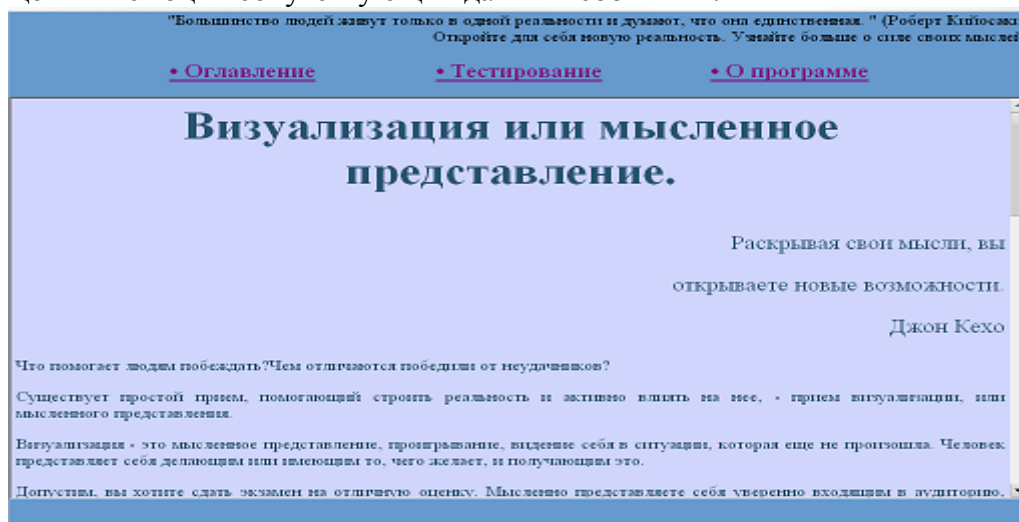 "Большинство людей живут только в одной реальности и думают, что она единственная. " (Роберт Кийосаки
Откройте для себя новую реальность. Узнайте больше о силе своих мыслей
• Оглавление • Тестирование • О программе
Визуализация или мысленное
представление.
Раскрывая свои мысли, вы
открываете новые возможности.
Джон Кехо
Что помогает людям побеждать?Чем отличаются победили от неудачников?
Существует простой прием, помогающий строить реальность и активно влиять на нее, - прием визуализации, или
мысленного представления.
Визуализация - это мысленное представление, проигрывание, видение себя в ситуации, которая еще не произошла. Человек
представляет себя делающим или имеющим то, чего желает, и получающим это.
Допустим, вы хотите сдать экзамен на отличную оценку. Мысленно представляете себя уверенно входящим в аудиторию,